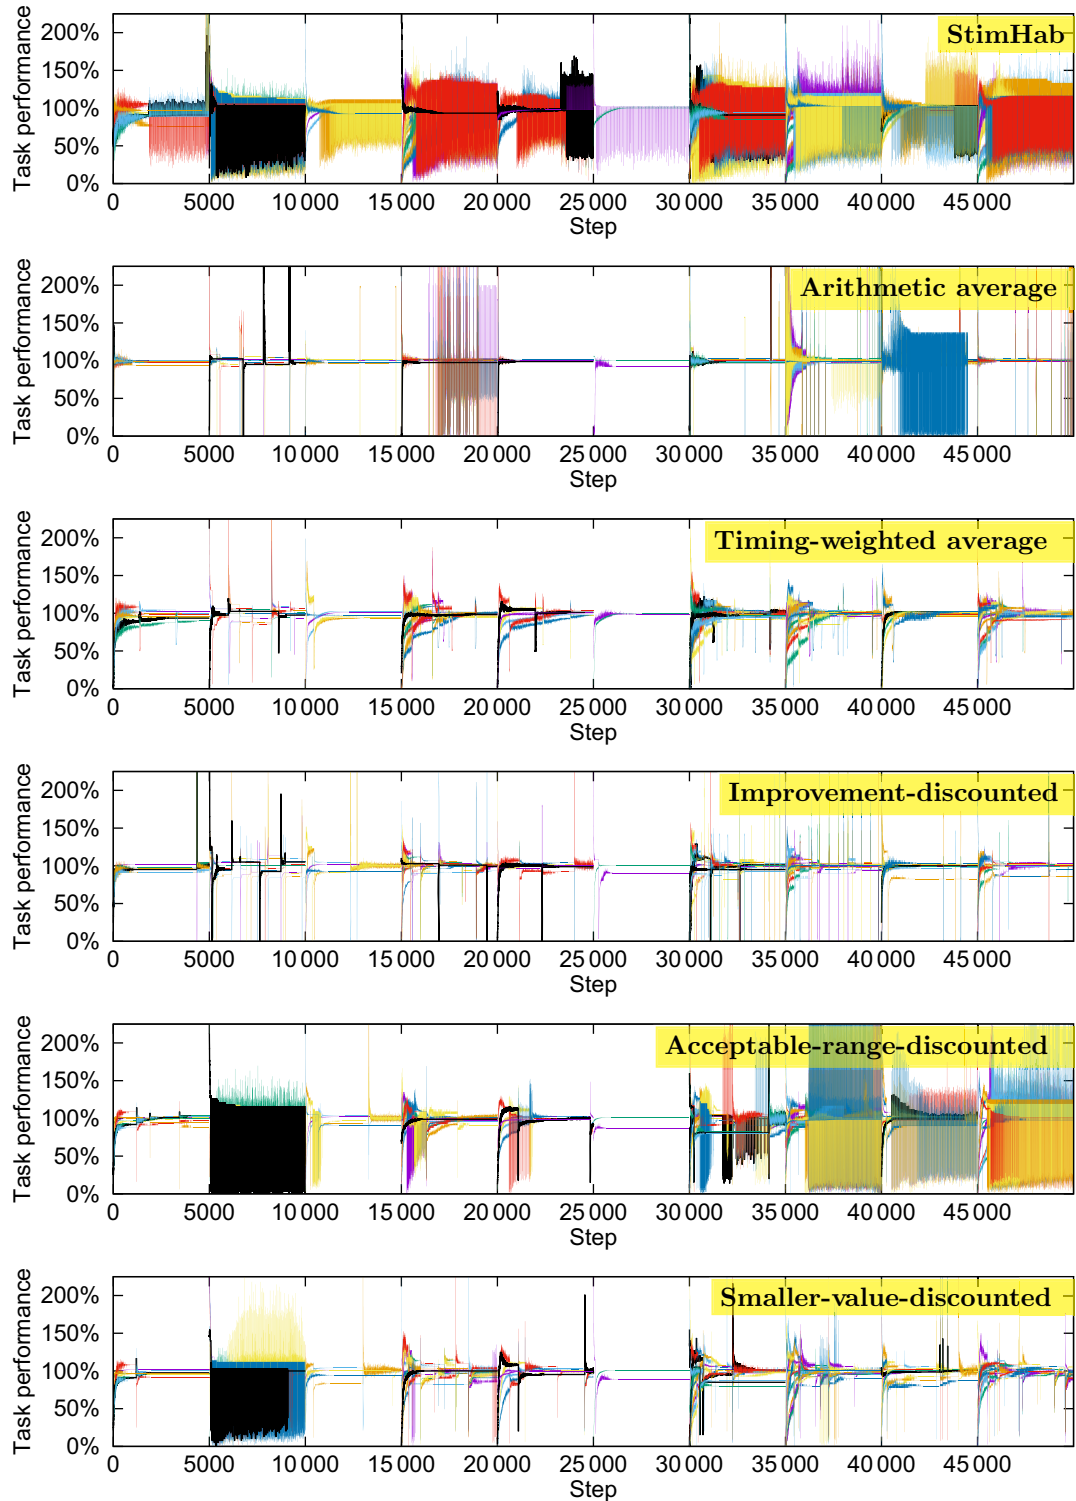 StimHab
Task performance
200%
150%
100%
50%
0%
0 5000 10 000 15 000 20 000 25 000 30 000 35 000 40 000 45 000
Step
Arithmetic average
Task performance
200%
150%
100%
50%
0%
0 5000 10 000 15 000 20 000 25 000 30 000 35 000 40 000 45 000
Step
Timing-weighted average
Task performance
200%
150%
100%
50%
0%
0 5000 10 000 15 000 20 000 25 000 30 000 35 000 40 000 45 000
Step
Improvement-discounted
Task performance
200%
150%
100%
50%
0%
0 5000 10 000 15 000 20 000 25 000 30 000 35 000 40 000 45 000
Step
Acceptable-range-discounted
Task performance
200%
150%
100%
50%
0%
0 5000 10 000 15 000 20 000 25 000 30 000 35 000 40 000 45 000
Step
Smaller-value-discounted
Task performance
200%
150%
100%
50%
0%
0 5000 10 000 15 000 20 000 25 000 30 000 35 000 40 000 45 000
Step